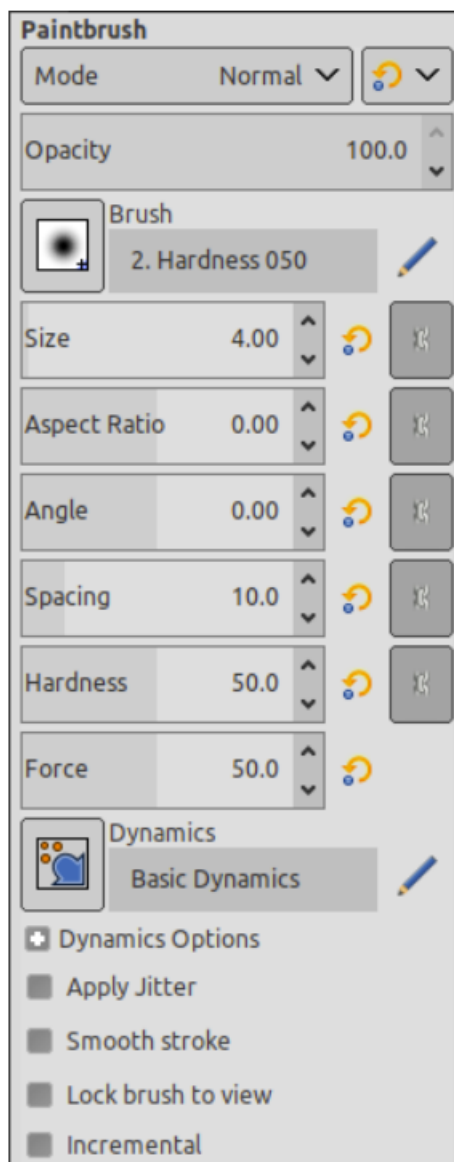 Paintbrush
Mode Normal
Opacity 100.0
Brush
2. Hardness 050
Size 4.00
Aspect Ratio 0.00
Angle 0.00
Spacing 10.0
Hardness 50.0
Force 50.0
Dynamics
Basic Dynamics
Dynamics Options
Apply Jitter
Smooth stroke
Lock brush to view
Incremental